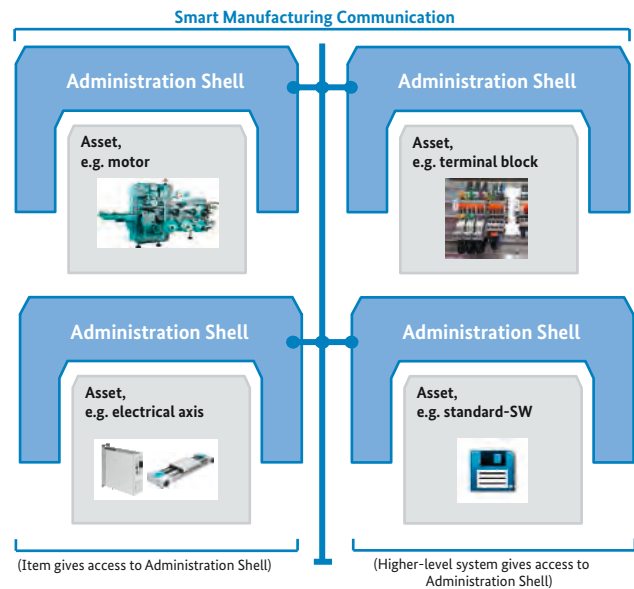 Smart Manufacturing Communication
Administration Shell
Administration Shell
Asset,
e.g. motor
Asset,
e.g. terminal block
Administration Shell
Administration Shell
Asset,
e.g. electrical axis
Asset,
e.g. standard-SW
(Item gives access to Administration Shell)
(Higher-level system gives access to
Administration Shell)